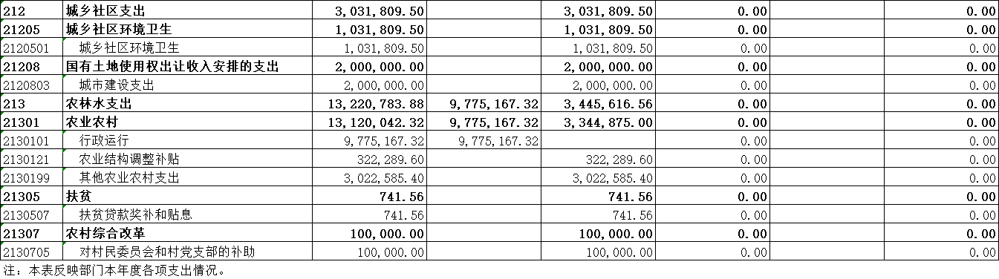 212 城乡社区支出 3,031,809.50 3,031,809.50 0.00 0.00
21205 城乡社区环境卫生 1,031,809.50 1,031,809.50 0.00 0.00
2120501 城乡社区环境卫生 1,031,809.50 1,031,809.50 0.00 0.00
21208 国有土地使用权出让收入安排的支出 2,000,000.00 2,000,000.00 0.00 0.00
2120803 城市建设支出 2,000,000.00 2,000,000.00 0.00 0.00
213 农林水支出 13,220,783.88 9,775,167.32 3,445,616.56 0.00 0.00
21301 农业农村 13,120,042.32 9,775,167.32 3,344,875.00 0.00 0.00
2130101 行政运行 9,775,167.32 9,775,167.32 0.00 0.00
2130121 农业结构调整补贴 322,289.60 322,289.60 0.00 0.00
2130199 其他农业农村支出 3,022,585.40 3,022,585.40 0.00 0.00
21305 扶贫 741.56 741.56 0.00 0.00
2130507 扶贫贷款奖补和贴息 741.56 741.56 0.00 0.00
21307 农村综合改革 100,000.00 100,000.00 0.00 0.00
2130705 对村民委员会和村党支部的补助 100,000.00 100,000.00 0.00 0.00
注：本表反映部门本年度各项支出情况。